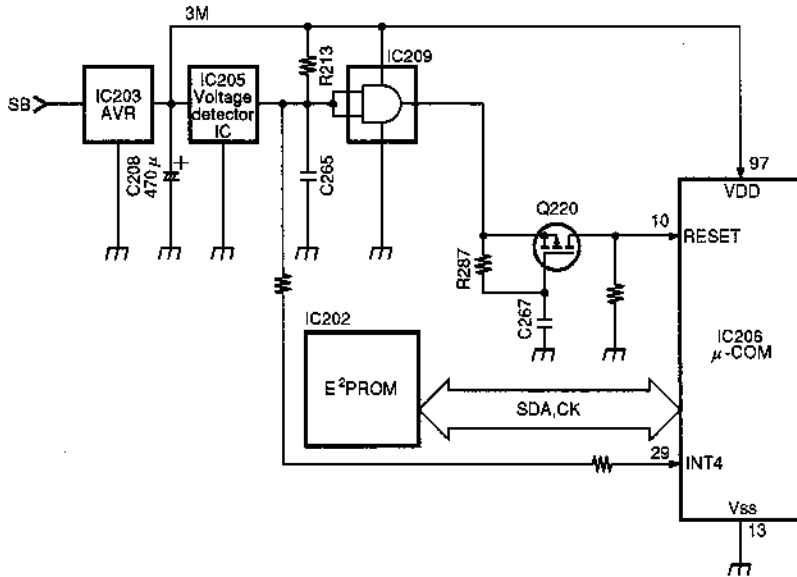 3M
SB
IC203
AVR
C208
470μ
+
IC205
Voltage
detector
IC
R213
C265
IC209
97
VDD
Q220
10
RESET
R287
C267
IC202
E²PROM
SDA,CK
IC206
μ-COM
29
INT4
Vss
13